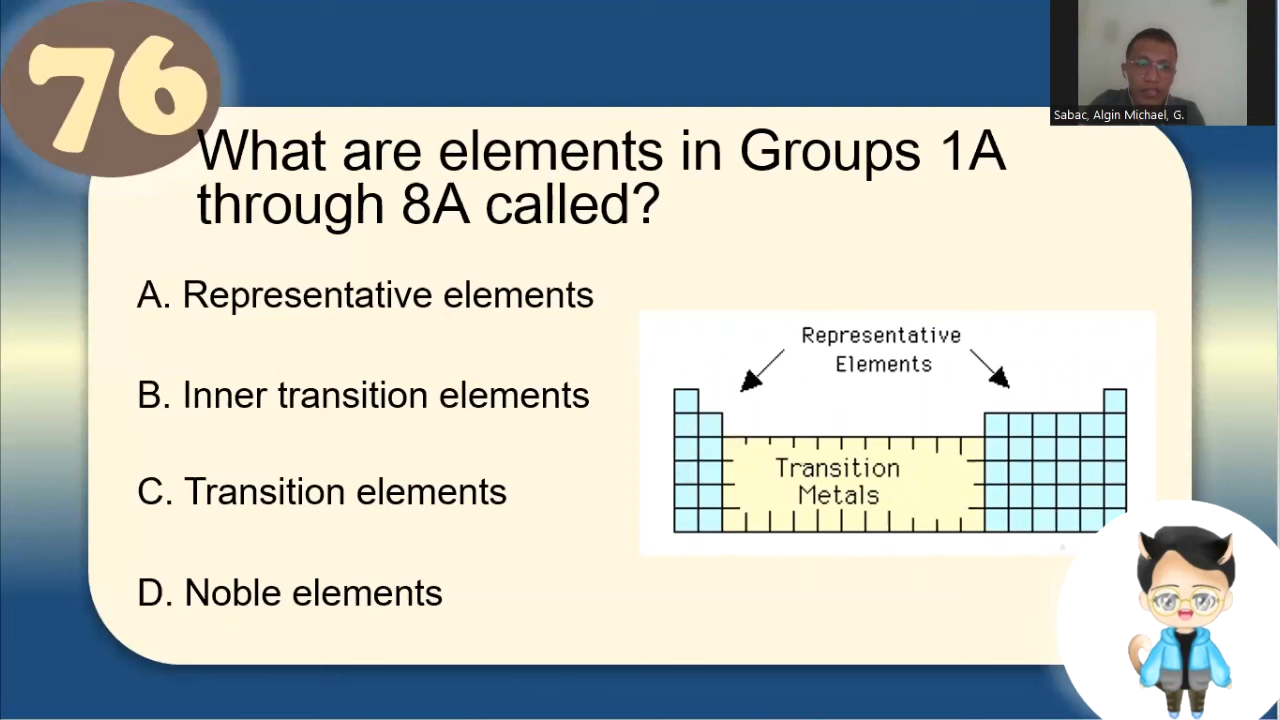 76
Sabac, Algin Michael, G.
What are elements in Groups 1A
through 8A called?
A. Representative elements
B. Inner transition elements
C. Transition elements
D. Noble elements
Representative
Elements
Transition
Metals